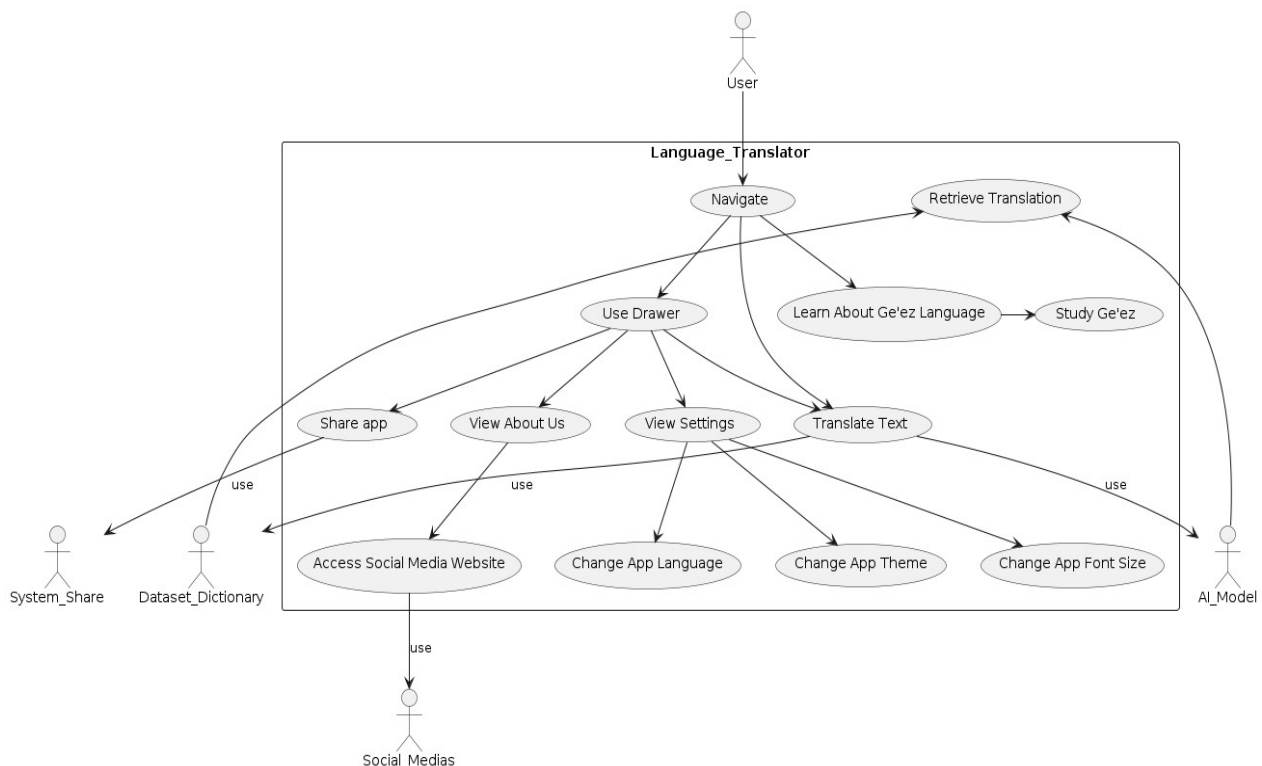 User
Language_Translator
Navigate
Retrieve Translation
Use Drawer
Learn About Ge'ez Language
Study Ge'ez
Share app
View About Us
View Settings
Translate Text
use
use
use
System_Share
Dataset_Dictionary
Access Social Media Website
Change App Language
Change App Theme
Change App Font Size
AI_Model
use
Social_Medias